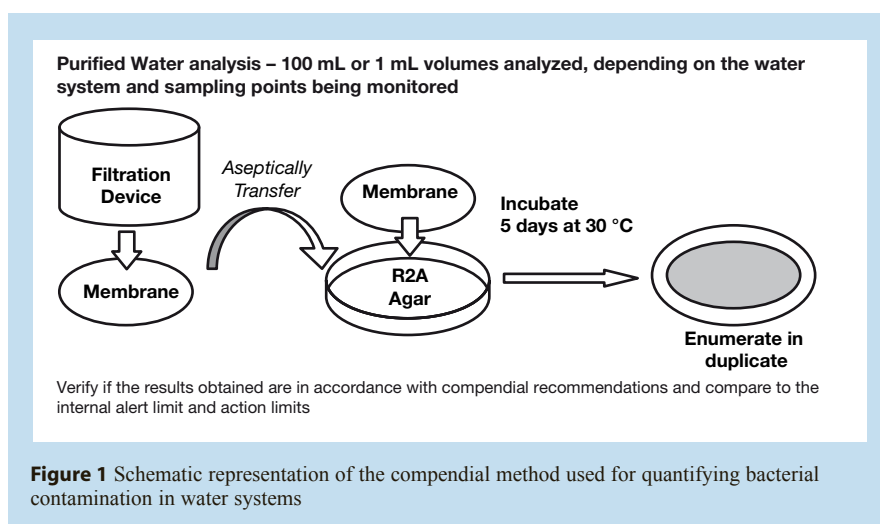 Purified Water analysis – 100 mL or 1 mL volumes analyzed, depending on the water
system and sampling points being monitored
Filtration
Device
Membrane
Aseptically
Transfer
Membrane
R2A
Agar
Incubate
5 days at 30 °C
Enumerate in
duplicate
Verify if the results obtained are in accordance with compendial recommendations and compare to the
internal alert limit and action limits
Figure 1 Schematic representation of the compendial method used for quantifying bacterial
contamination in water systems